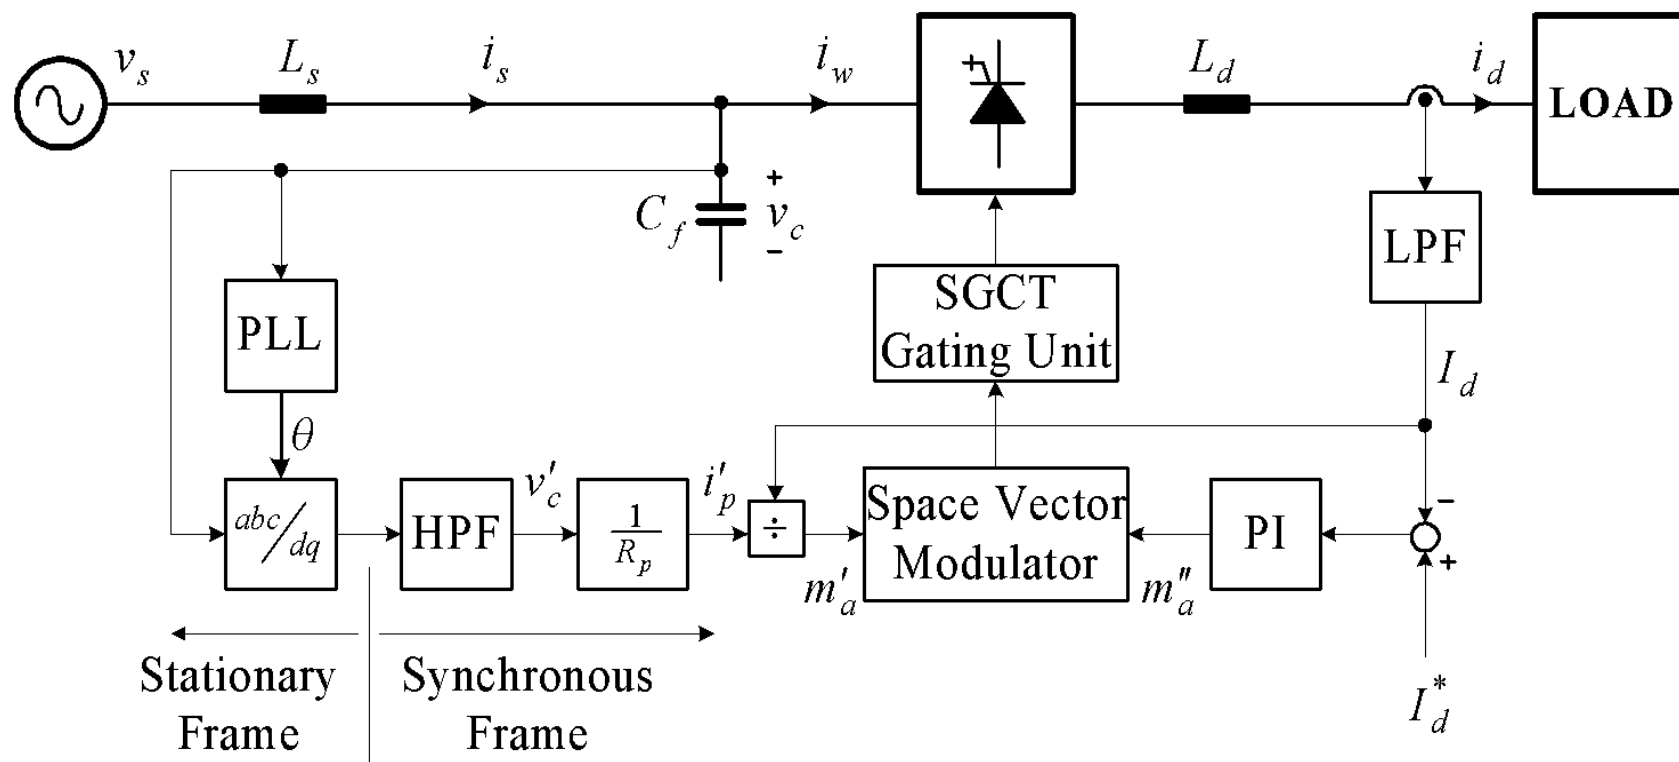 v_s
L_s
i_s
i_w
L_d
i_d
LOAD
+
C_f
v_c
−
LPF
SGCT
Gating Unit
PLL
I_d
θ
abc/dq
HPF
v'_c
1/R_p
i'_p
÷
m'_a
Space Vector
Modulator
m''_a
PI
−
+
Stationary
Frame
Synchronous
Frame
I_d^*